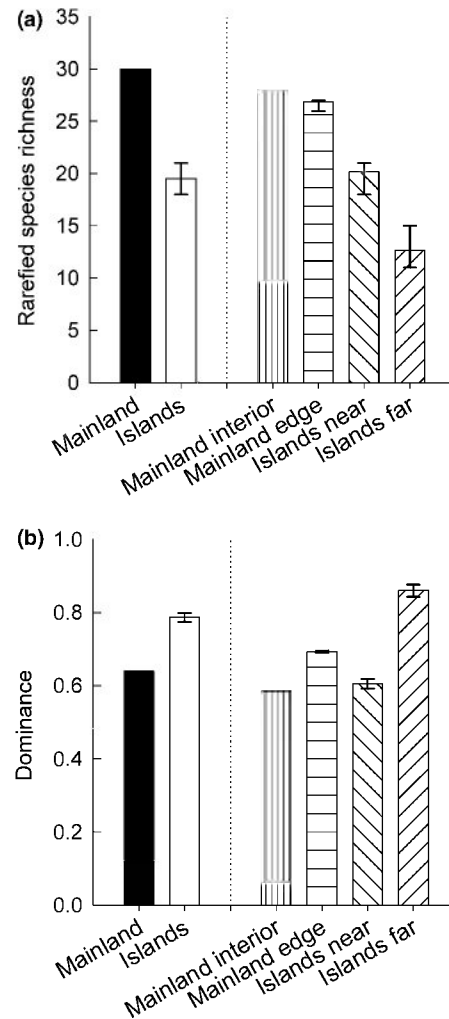 (a)
Rarefied species richness
35
30
25
20
15
10
5
0
Mainland
Islands
Mainland interior
Mainland edge
Islands near
Islands far
(b)
Dominance
1.0
0.8
0.6
0.4
0.2
0.0
Mainland
Islands
Mainland interior
Mainland edge
Islands near
Islands far